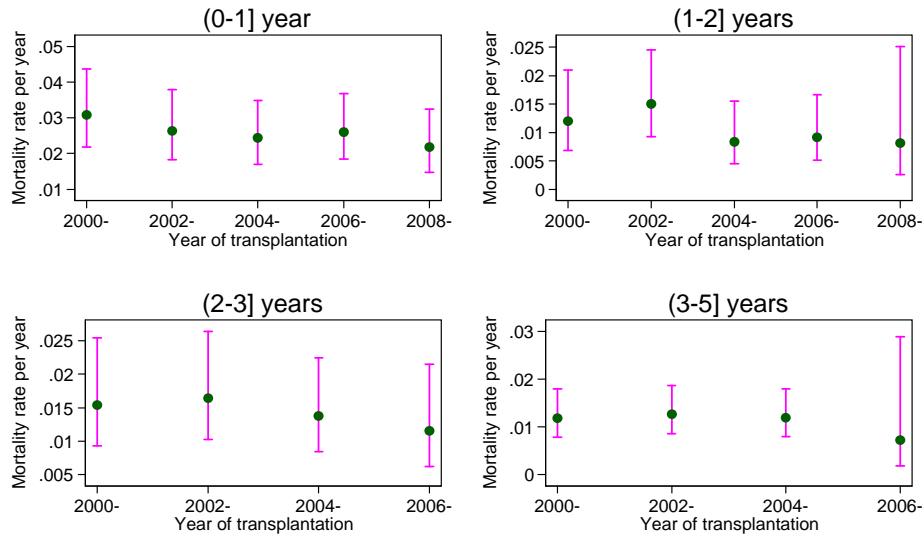 (0-1] year
Mortality rate per year
.05
.04
.03
.02
.01
2000- 2002- 2004- 2006- 2008-
Year of transplantation
(1-2] years
Mortality rate per year
.025
.02
.015
.01
.005
0
2000- 2002- 2004- 2006- 2008-
Year of transplantation
(2-3] years
Mortality rate per year
.025
.02
.015
.01
.005
2000- 2002- 2004- 2006-
Year of transplantation
(3-5] years
Mortality rate per year
.03
.02
.01
0
2000- 2002- 2004- 2006-
Year of transplantation